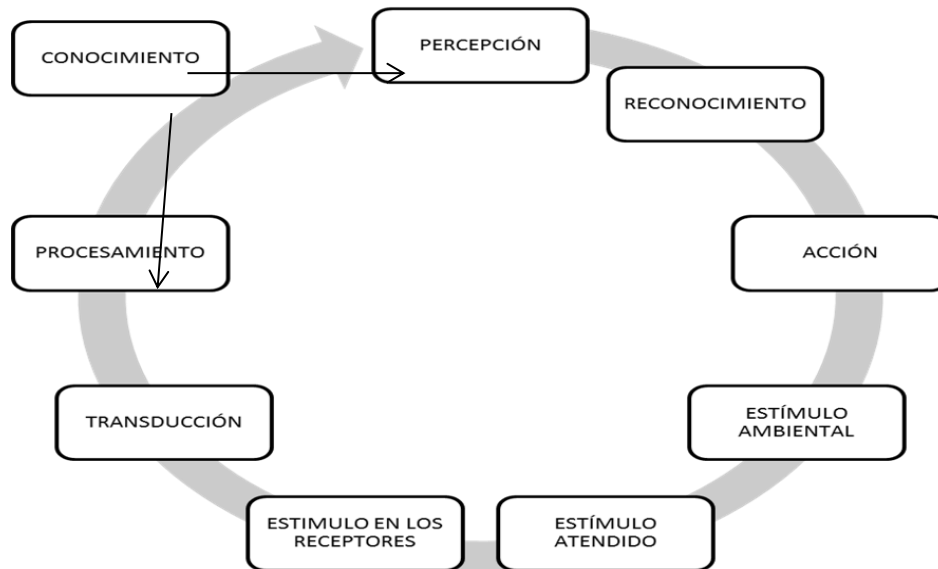 PERCEPCIÓN
CONOCIMIENTO
RECONOCIMIENTO
PROCESAMIENTO
ACCIÓN
TRANSDUCCIÓN
ESTÍMULO
AMBIENTAL
ESTIMULO EN LOS
RECEPTORES
ESTÍMULO
ATENDIDO